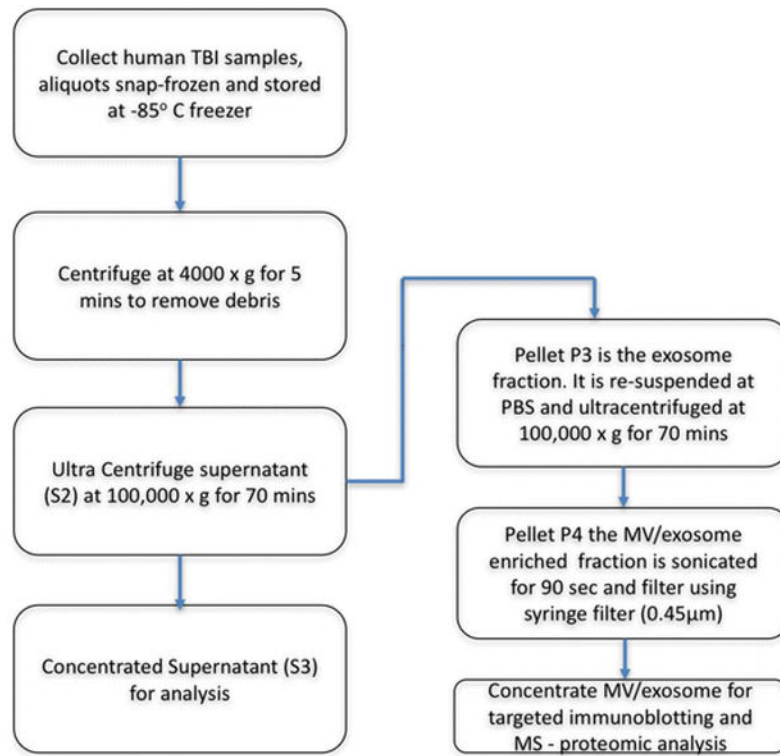 Collect human TBI samples,
aliquots snap-frozen and stored
at -85° C freezer
Centrifuge at 4000 x g for 5
mins to remove debris
Ultra Centrifuge supernatant
(S2) at 100,000 x g for 70 mins
Concentrated Supernatant (S3)
for analysis
Pellet P3 is the exosome
fraction. It is re-suspended at
PBS and ultracentrifuged at
100,000 x g for 70 mins
Pellet P4 the MV/exosome
enriched fraction is sonicated
for 90 sec and filter using
syringe filter (0.45μm)
Concentrate MV/exosome for
targeted immunoblotting and
MS - proteomic analysis